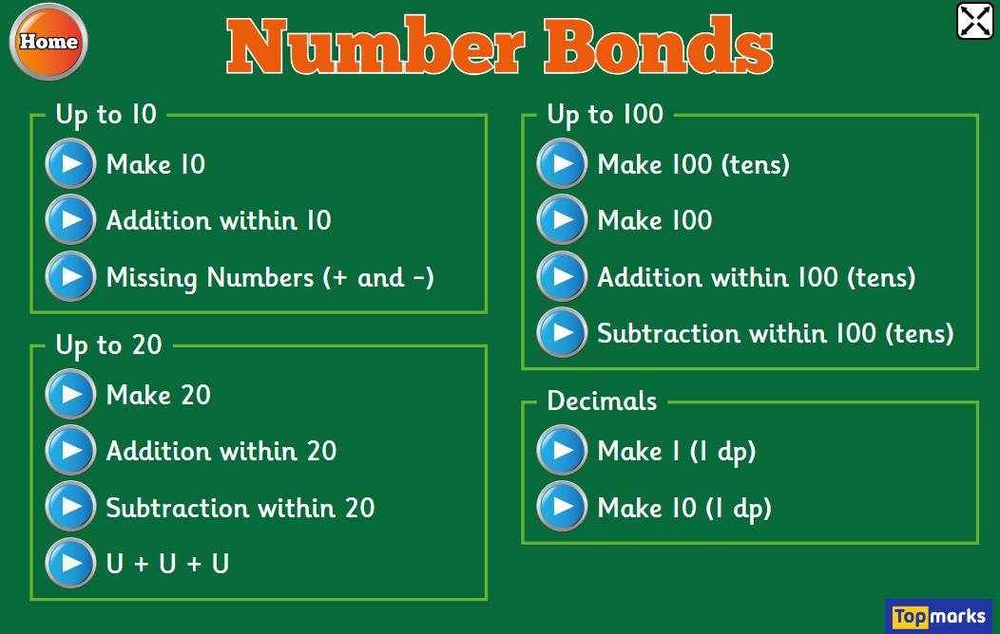 Home
Number Bonds
Up to 10
Make 10
Addition within 10
Missing Numbers (+ and -)
Up to 20
Make 20
Addition within 20
Subtraction within 20
U + U + U
Up to 100
Make 100 (tens)
Make 100
Addition within 100 (tens)
Subtraction within 100 (tens)
Decimals
Make 1 (1 dp)
Make 10 (1 dp)
Topmarks